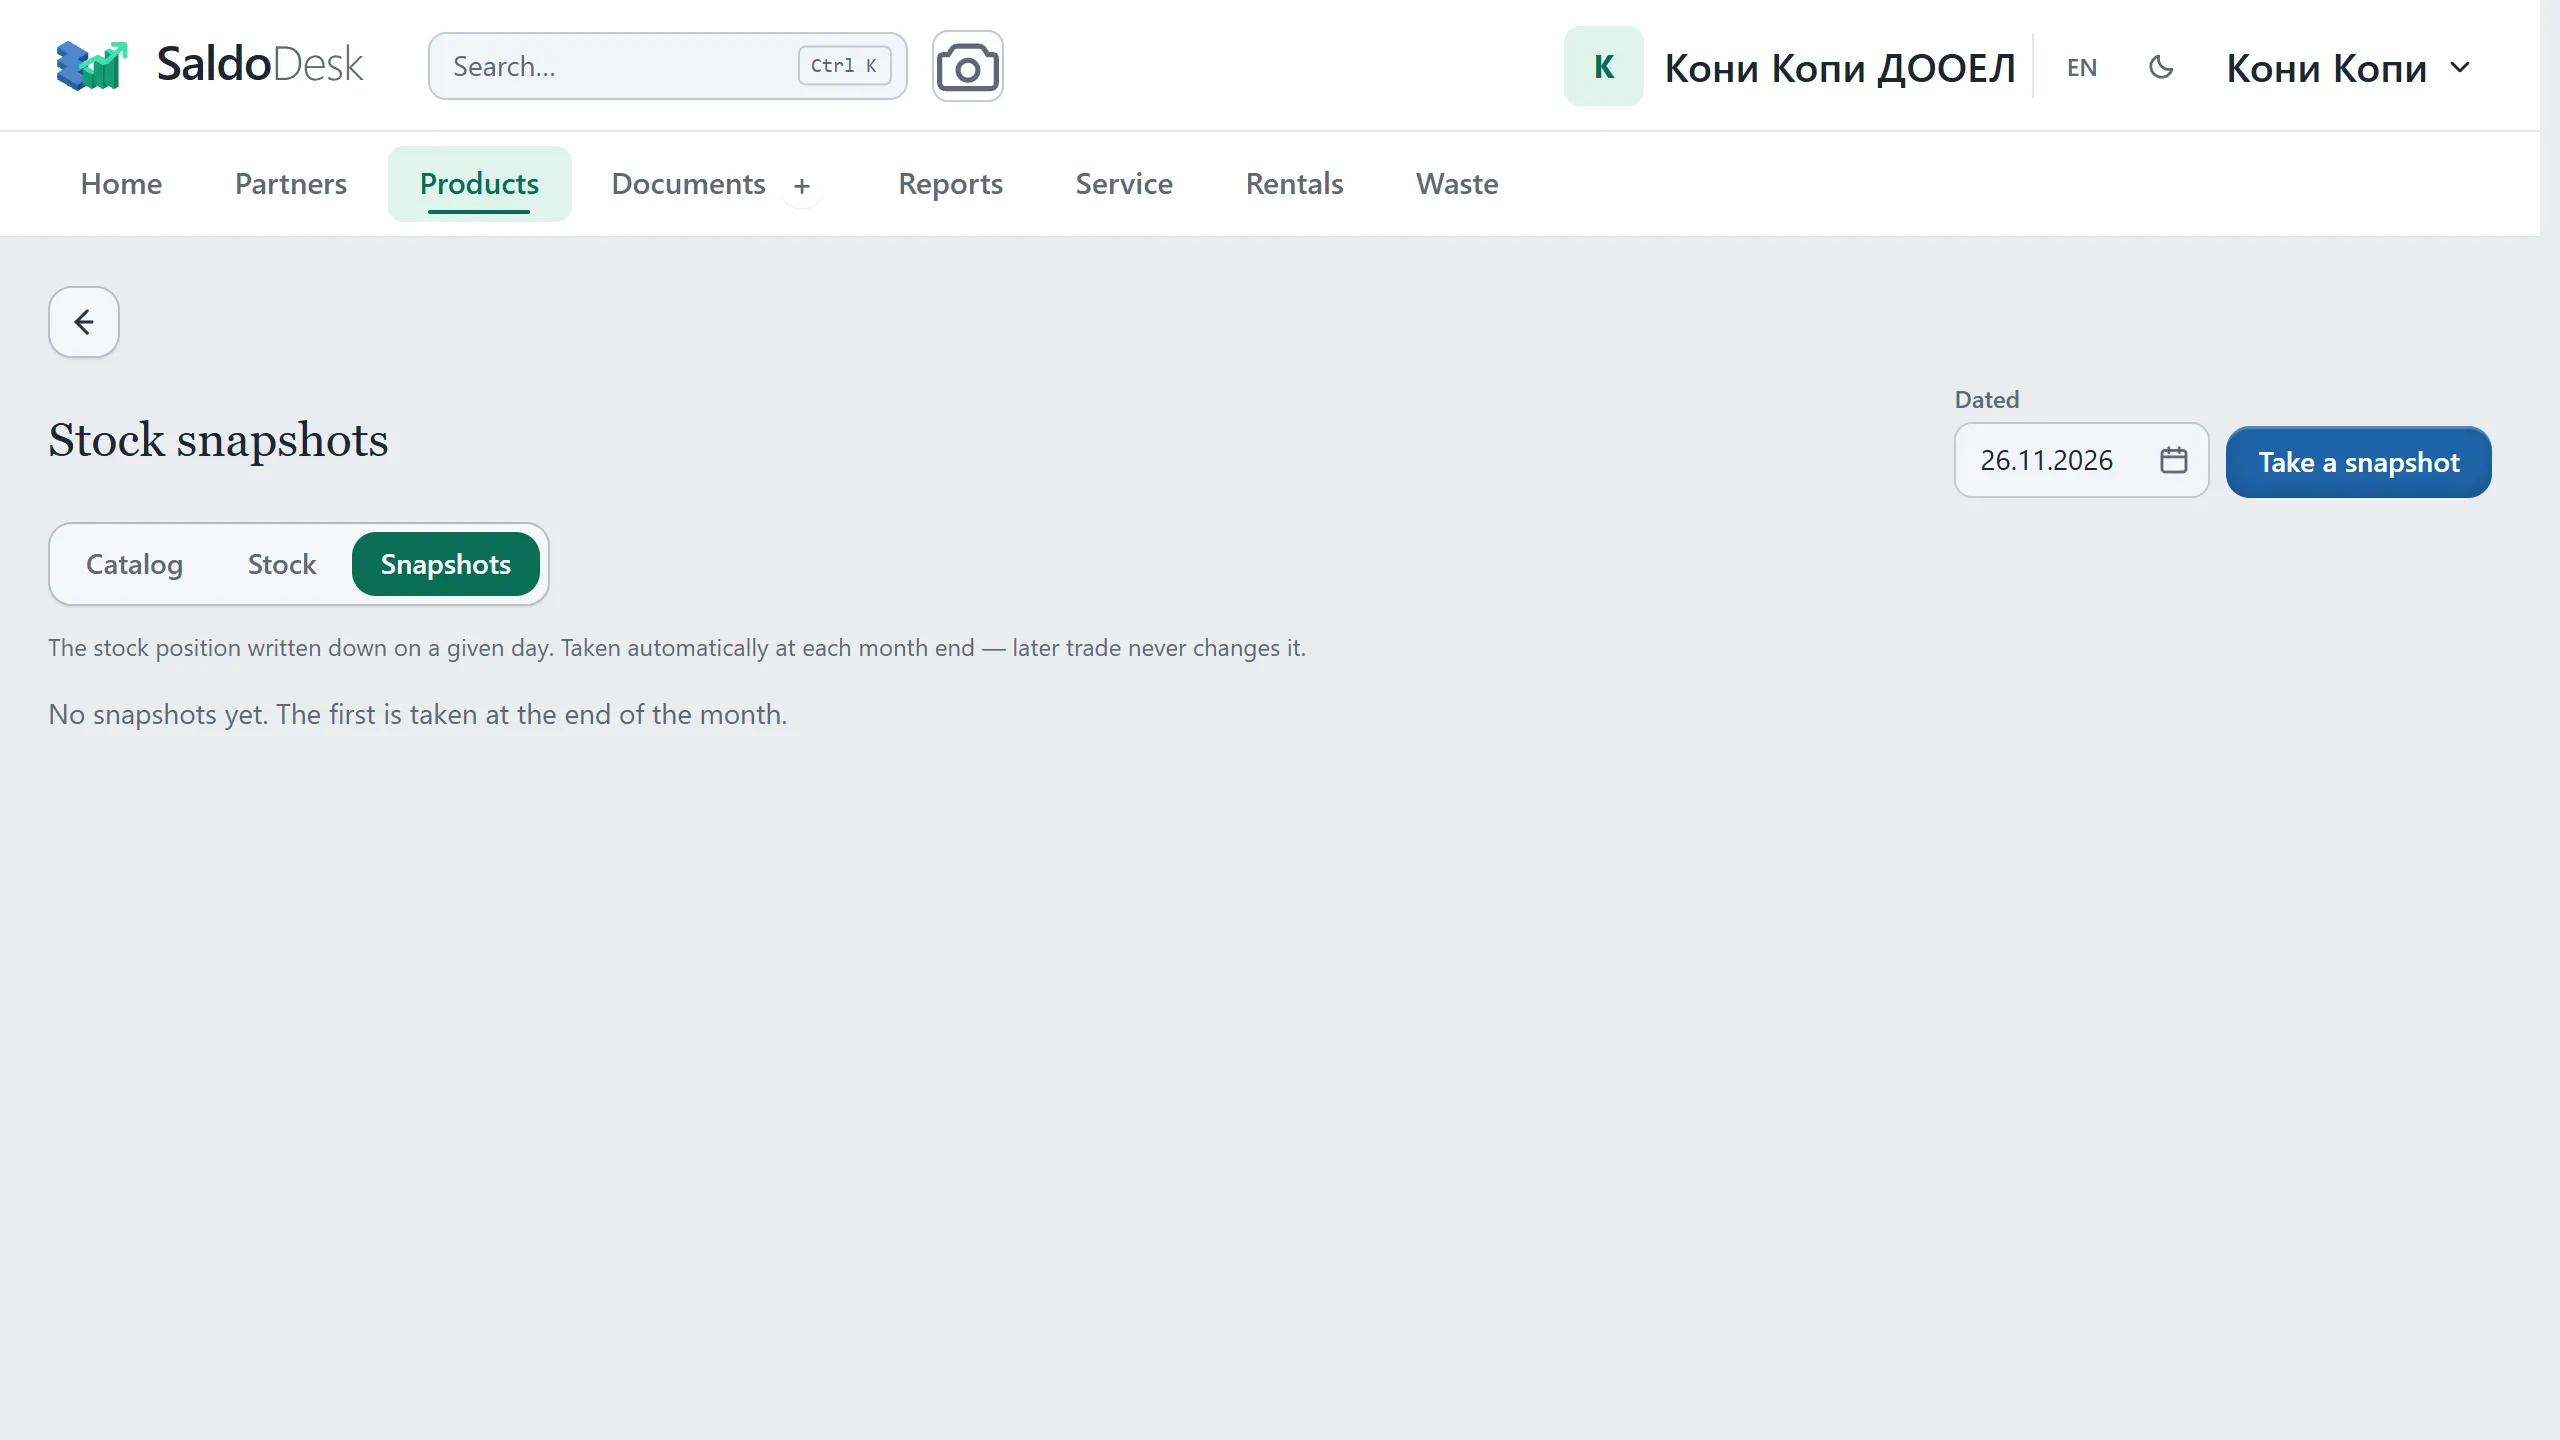 SaldoDesk
Search...
Ctrl K
K
Кони Копи ДООЕЛ
EN
Кони Копи
Home
Partners
Products
Documents
+
Reports
Service
Rentals
Waste
Stock snapshots
Dated
26.11.2026
Take a snapshot
Catalog
Stock
Snapshots
The stock position written down on a given day. Taken automatically at each month end — later trade never changes it.
No snapshots yet. The first is taken at the end of the month.